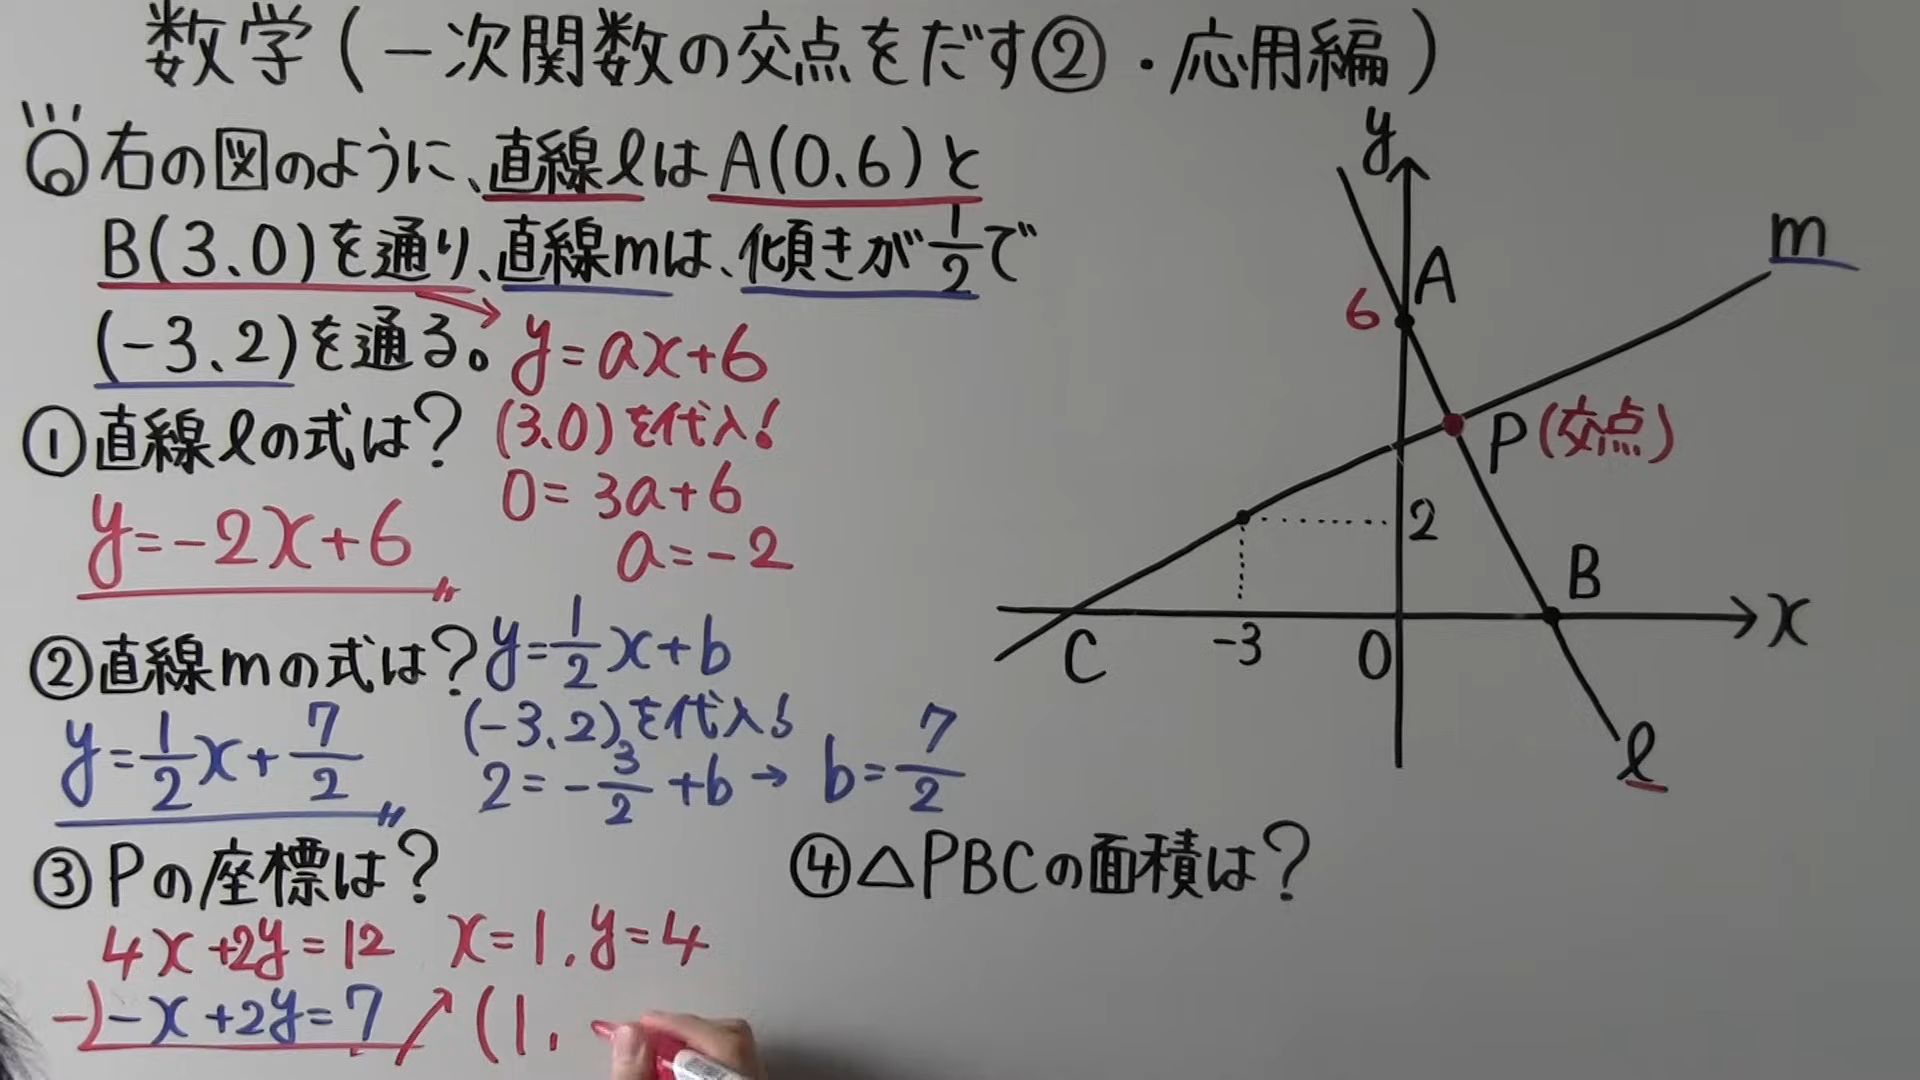 数学(一次関数の交点をだす②・応用編)
Q 右の図のように、直線ℓはA(0、6)と
B(3、0)を通り、直線mは、傾きが1/2で
(-3、2)を通る。
y=ax+6
①直線ℓの式は?
(3、0)を代入!
0=3a+6
a=-2
y=-2x+6
②直線mの式は?
y=1/2x+b
(-3、2)を代入!
2=-3/2+b→b=7/2
y=1/2x+7/2
③Pの座標は?
4x+2y=12
-)-x+2y=7
x=1、y=4
(1、
④△PBCの面積は?
y
m
A
6
P(交点)
2
B
x
C
-3
0
ℓ